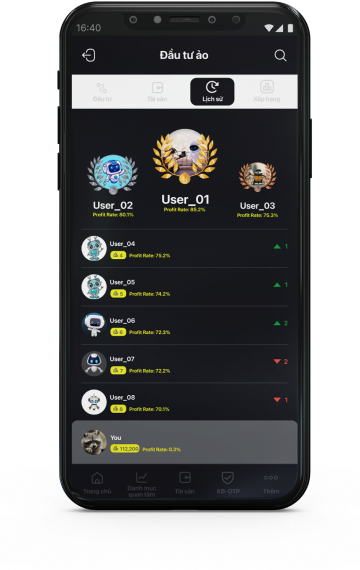 16:40
Đầu tư ảo
Đầu tư
Tài sản
Lịch sử
Xếp hạng
User_02
Profit Rate: 80.1%
User_01
Profit Rate: 85.2%
User_03
Profit Rate: 75.3%
User_04
4 Profit Rate: 75.2%
1
User_05
5 Profit Rate: 74.2%
1
User_06
6 Profit Rate: 72.3%
2
User_07
7 Profit Rate: 72.2%
2
User_08
8 Profit Rate: 70.1%
1
You
112,200 Profit Rate: 0.3%
Trang chủ
Danh mục
quan tâm
Tài sản
KB-OTP
Thêm